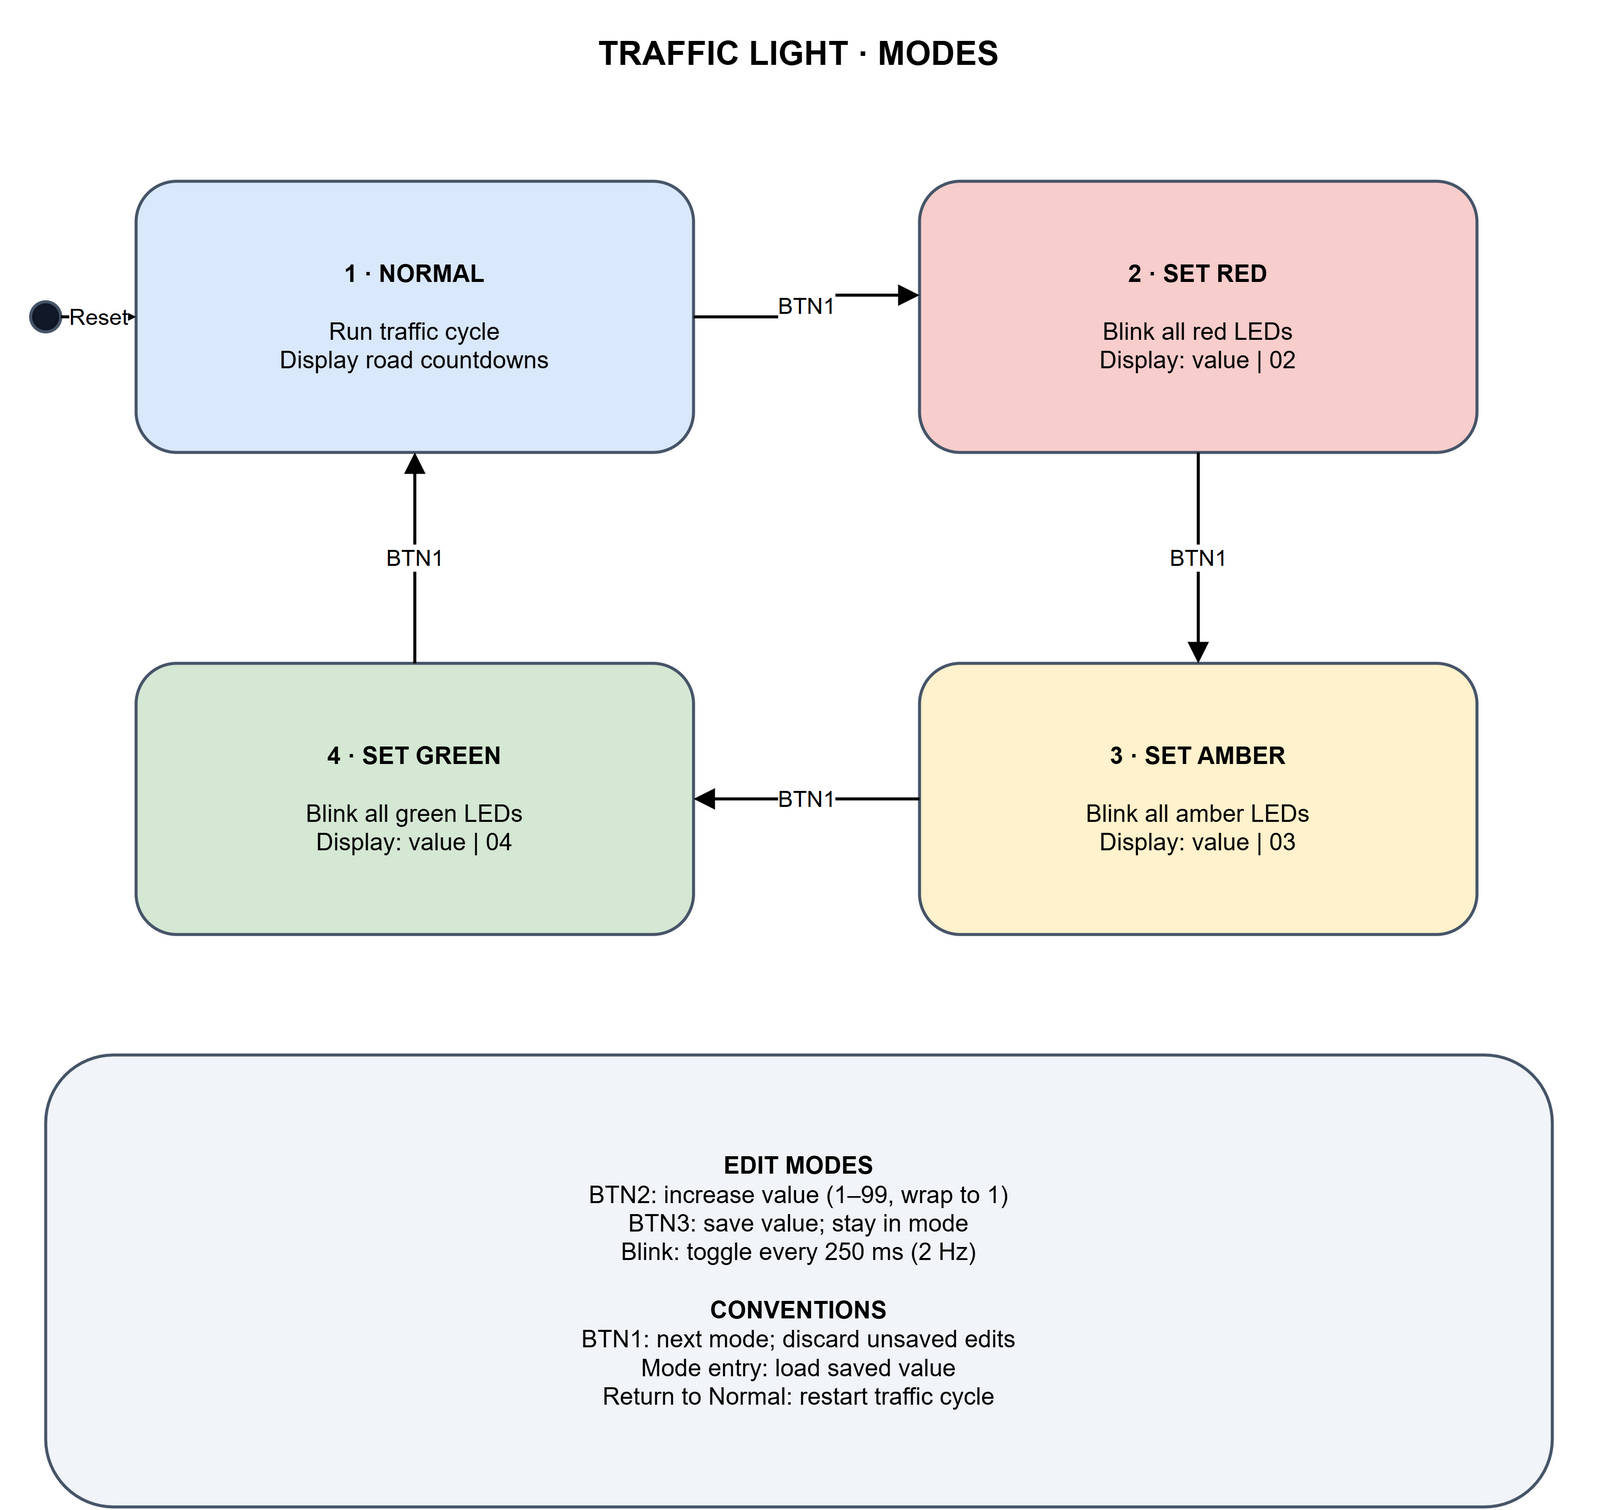 TRAFFIC LIGHT · MODES
1 · NORMAL
Run traffic cycle
Display road countdowns
Reset
BTN1
2 · SET RED
Blink all red LEDs
Display: value | 02
BTN1
BTN1
4 · SET GREEN
Blink all green LEDs
Display: value | 04
BTN1
3 · SET AMBER
Blink all amber LEDs
Display: value | 03
EDIT MODES
BTN2: increase value (1–99, wrap to 1)
BTN3: save value; stay in mode
Blink: toggle every 250 ms (2 Hz)
CONVENTIONS
BTN1: next mode; discard unsaved edits
Mode entry: load saved value
Return to Normal: restart traffic cycle